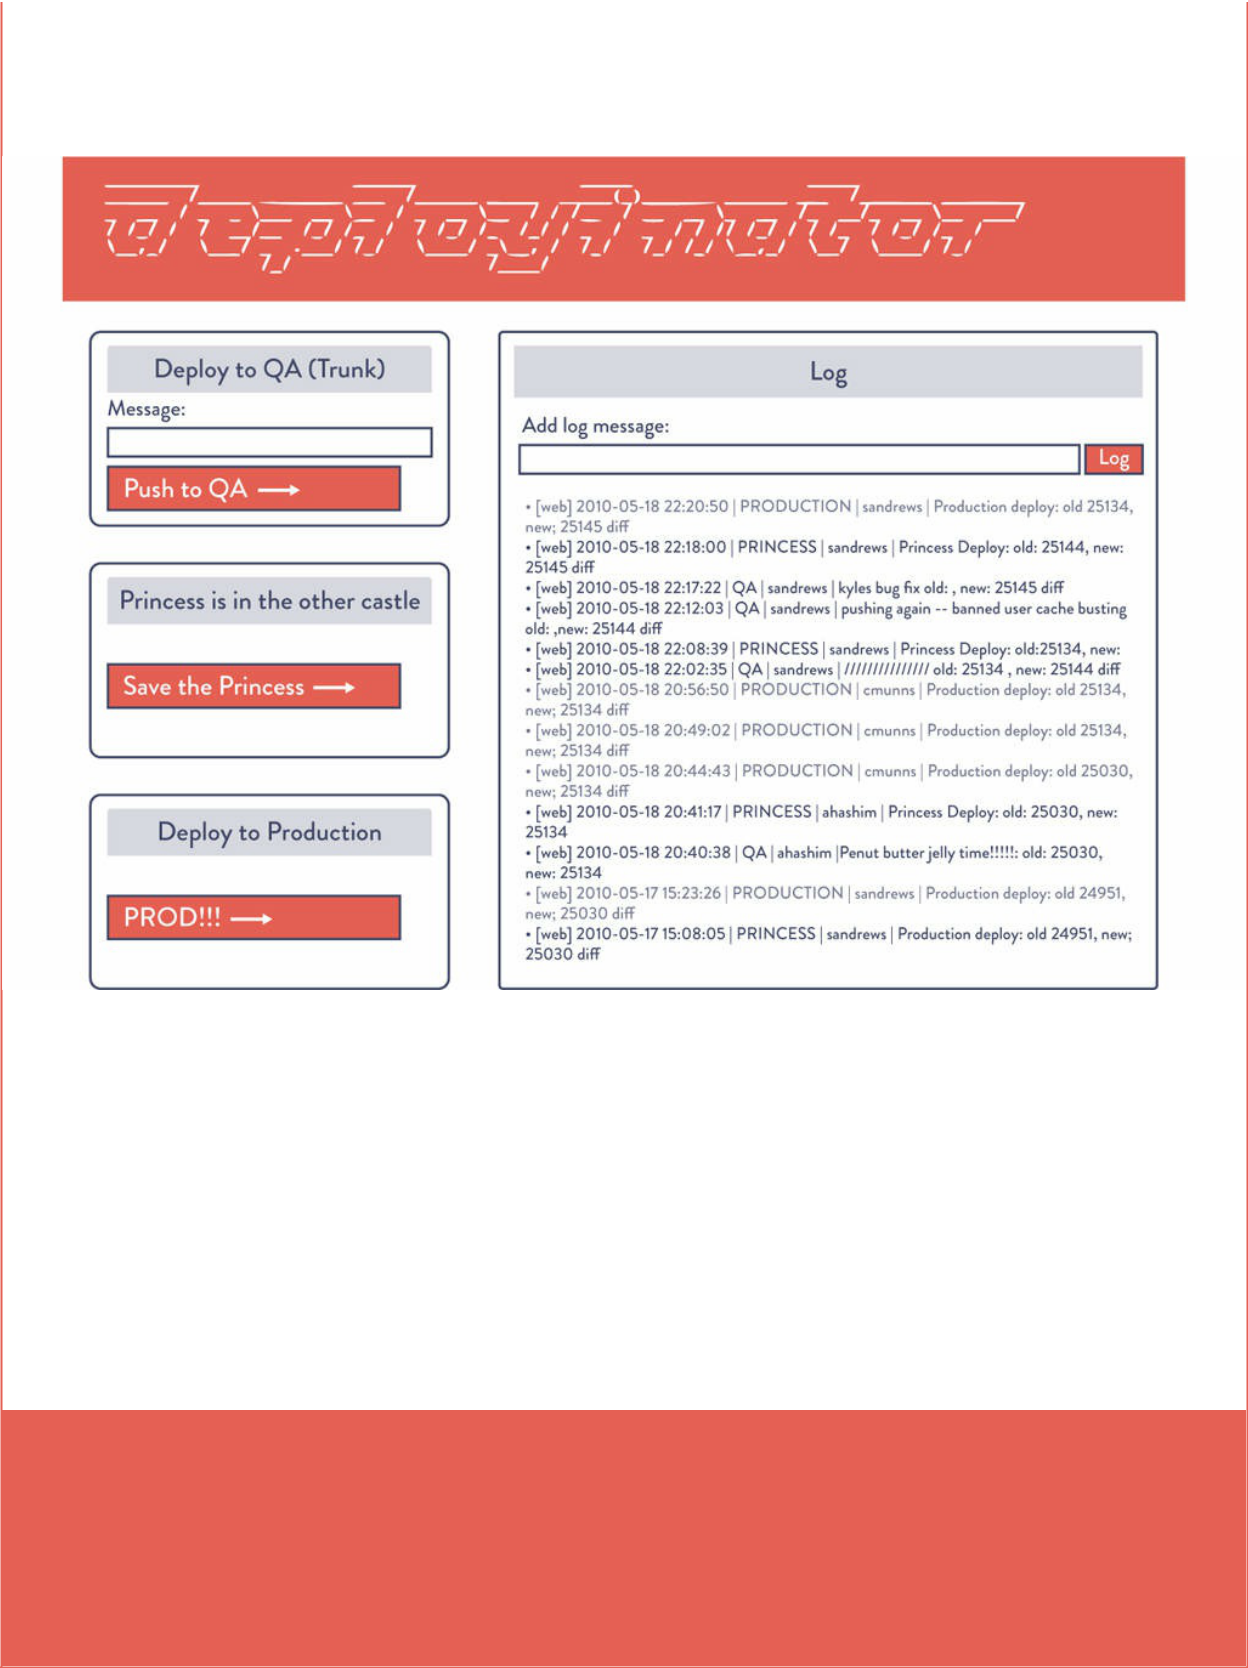 deployinator
Deploy to QA (Trunk)
Message:
Push to QA →
Princess is in the other castle
Save the Princess →
Deploy to Production
PROD!!! →
Log
Add log message:
Log
• [web] 2010-05-18 22:20:50 | PRODUCTION | sandrews | Production deploy: old 25134,
new; 25145 diff
• [web] 2010-05-18 22:18:00 | PRINCESS | sandrews | Princess Deploy: old: 25144, new:
25145 diff
• [web] 2010-05-18 22:17:22 | QA | sandrews | kyles bug fix old: , new: 25145 diff
• [web] 2010-05-18 22:12:03 | QA | sandrews | pushing again -- banned user cache busting
old: ,new: 25144 diff
• [web] 2010-05-18 22:08:39 | PRINCESS | sandrews | Princess Deploy: old:25134, new:
• [web] 2010-05-18 22:02:35 | QA | sandrews | /////////////// old: 25134 , new: 25144 diff
• [web] 2010-05-18 20:56:50 | PRODUCTION | cmunns | Production deploy: old 25134,
new; 25134 diff
• [web] 2010-05-18 20:49:02 | PRODUCTION | cmunns | Production deploy: old 25134,
new; 25134 diff
• [web] 2010-05-18 20:44:43 | PRODUCTION | cmunns | Production deploy: old 25030,
new; 25134 diff
• [web] 2010-05-18 20:41:17 | PRINCESS | ahashim | Princess Deploy: old: 25030, new:
25134
• [web] 2010-05-18 20:40:38 | QA | ahashim |Penut butter jelly time!!!!!: old: 25030,
new: 25134
• [web] 2010-05-17 15:23:26 | PRODUCTION | sandrews | Production deploy: old 24951,
new; 25030 diff
• [web] 2010-05-17 15:08:05 | PRINCESS | sandrews | Production deploy: old 24951, new;
25030 diff